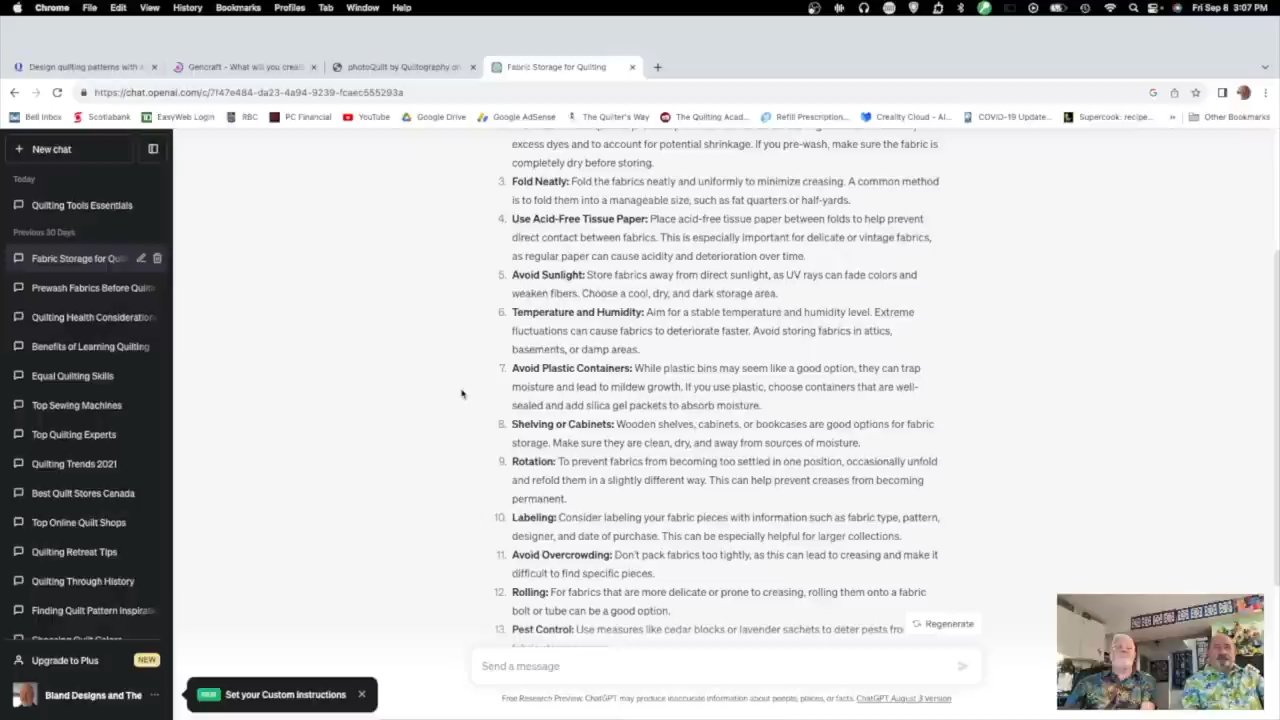 Chrome File Edit View History Bookmarks Profiles Tab Window Help Fri Sep 8 3:07 PM
Design quilting patterns with Gencraft - What will you creat photoQuilt by Quiltography on Fabric Storage for Quilting
https://chat.openai.com/c/7f47e484-da23-4a94-9239-fcaec555293a
Bell Inbox Scotiabank EasyWeb Login RBC PC Financial YouTube Google Drive Google AdSense The Quilter's Way The Quilting Acad... Refill Prescription... Creality Cloud - Al... COVID-19 Update... Supercook: recipe... » Other Bookmarks
New chat
Today
Quilting Tools Essentials
Previous 30 Days
Fabric Storage for Quil
Prewash Fabrics Before Quiltin
Quilting Health Consideration
Benefits of Learning Quilting
Equal Quilting Skills
Top Sewing Machines
Top Quilting Experts
Quilting Trends 2021
Best Quilt Stores Canada
Top Online Quilt Shops
Quilting Retreat Tips
Quilting Through History
Finding Quilt Pattern Inspirati
Upgrade to Plus NEW
Bland Designs and The ...
excess dyes and to account for potential shrinkage. If you pre-wash, make sure the fabric is
completely dry before storing.
3. Fold Neatly: Fold the fabrics neatly and uniformly to minimize creasing. A common method
is to fold them into a manageable size, such as fat quarters or half-yards.
4. Use Acid-Free Tissue Paper: Place acid-free tissue paper between folds to help prevent
direct contact between fabrics. This is especially important for delicate or vintage fabrics,
as regular paper can cause acidity and deterioration over time.
5. Avoid Sunlight: Store fabrics away from direct sunlight, as UV rays can fade colors and
weaken fibers. Choose a cool, dry, and dark storage area.
6. Temperature and Humidity: Aim for a stable temperature and humidity level. Extreme
fluctuations can cause fabrics to deteriorate faster. Avoid storing fabrics in attics,
basements, or damp areas.
7. Avoid Plastic Containers: While plastic bins may seem like a good option, they can trap
moisture and lead to mildew growth. If you use plastic, choose containers that are well-
sealed and add silica gel packets to absorb moisture.
8. Shelving or Cabinets: Wooden shelves, cabinets, or bookcases are good options for fabric
storage. Make sure they are clean, dry, and away from sources of moisture.
9. Rotation: To prevent fabrics from becoming too settled in one position, occasionally unfold
and refold them in a slightly different way. This can help prevent creases from becoming
permanent.
10. Labeling: Consider labeling your fabric pieces with information such as fabric type, pattern,
designer, and date of purchase. This can be especially helpful for larger collections.
11. Avoid Overcrowding: Don't pack fabrics too tightly, as this can lead to creasing and make it
difficult to find specific pieces.
12. Rolling: For fabrics that are more delicate or prone to creasing, rolling them onto a fabric
bolt or tube can be a good option.
13. Pest Control: Use measures like cedar blocks or lavender sachets to deter pests fro
Regenerate
Send a message
NEW Set your Custom instructions
Free Research Preview. ChatGPT may produce inaccurate information about people, places, or facts. ChatGPT August 3 Version